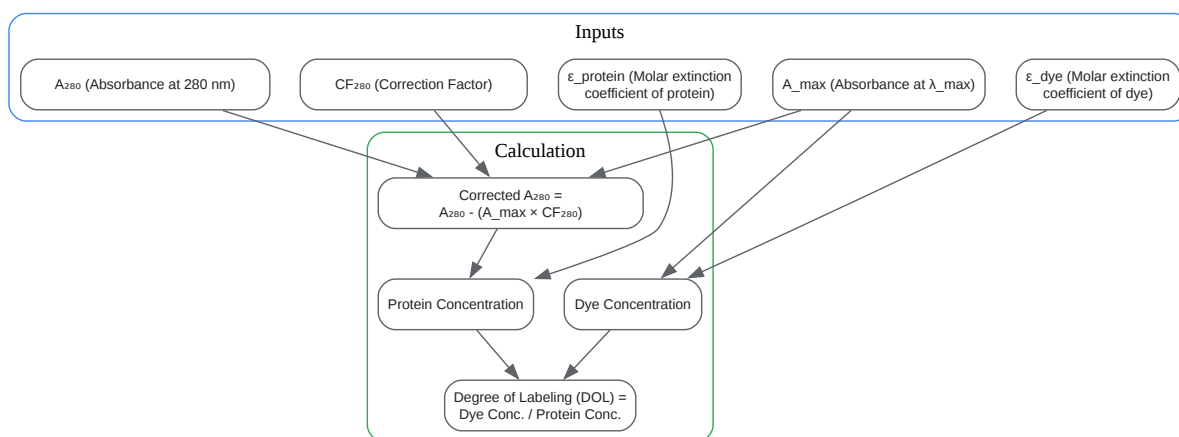 Inputs
A₂₈₀ (Absorbance at 280 nm)
CF₂₈₀ (Correction Factor)
ε_protein (Molar extinction
coefficient of protein)
A_max (Absorbance at λ_max)
ε_dye (Molar extinction
coefficient of dye)
Calculation
Corrected A₂₈₀ =
A₂₈₀ - (A_max × CF₂₈₀)
Protein Concentration
Dye Concentration
Degree of Labeling (DOL) =
Dye Conc. / Protein Conc.